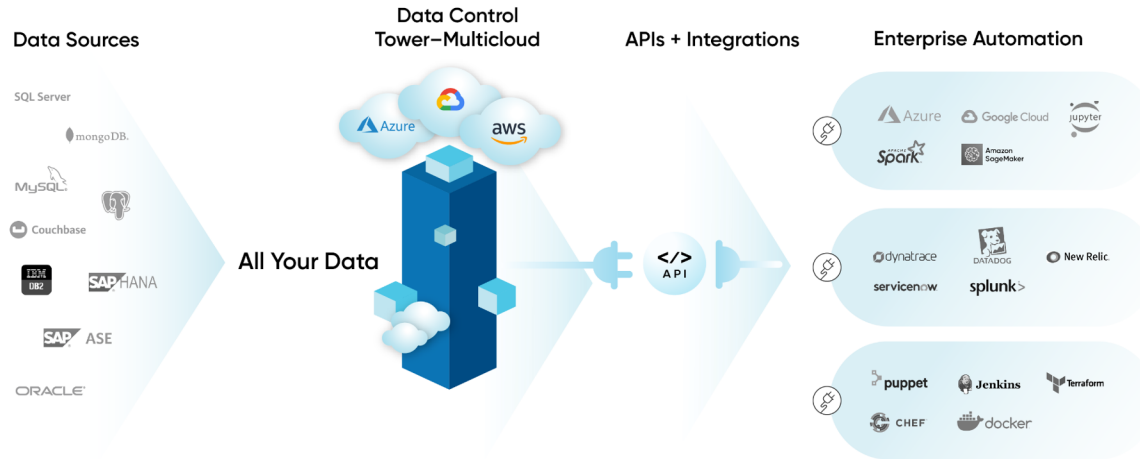 Data Sources
SQL Server
mongoDB.
MySQL.
Couchbase
IBM
DB2
SAP HANA
SAP ASE
ORACLE
Data Control
Tower–Multicloud
Azure
aws
All Your Data
APIs + Integrations
</>
API
Enterprise Automation
Azure
Google Cloud
jupyter
APACHE
Spark
Amazon
SageMaker
dynatrace
DATADOG
New Relic.
servicenow
splunk>
puppet
Jenkins
Terraform
CHEF
docker